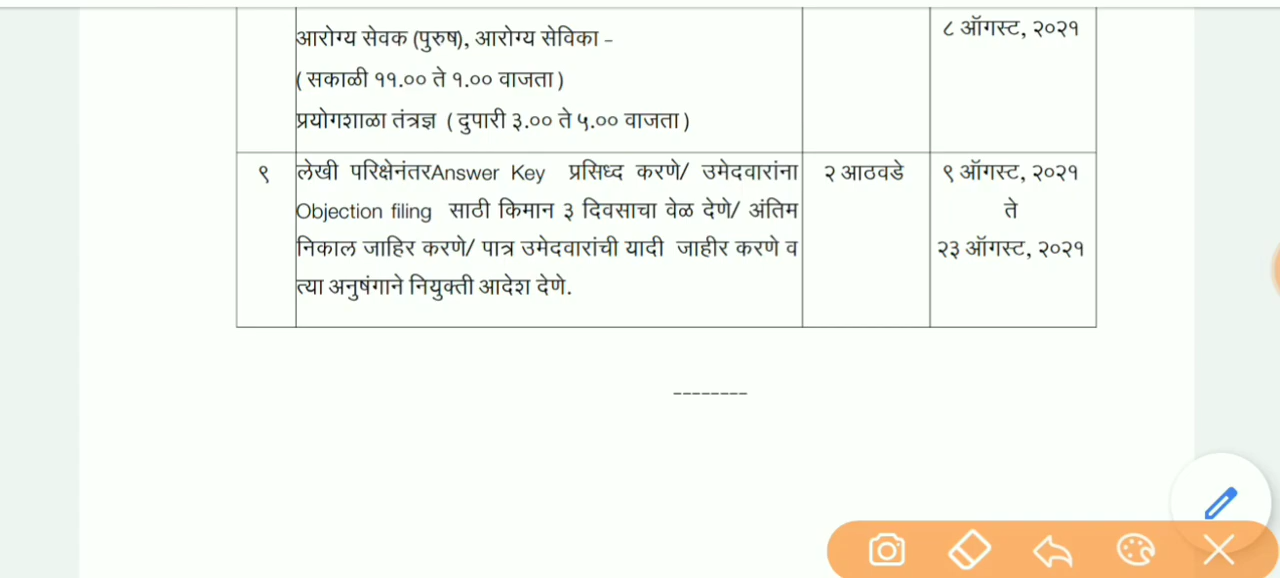 आरोग्य सेवक (पुरुष), आरोग्य सेविका –
( सकाळी ११.०० ते १.०० वाजता )
प्रयोगशाळा तंत्रज्ञ ( दुपारी ३.०० ते ५.०० वाजता )
८ ऑगस्ट, २०२१
९
लेखी परिक्षेनंतरAnswer Key प्रसिध्द करणे/ उमेदवारांना
Objection filing साठी किमान ३ दिवसाचा वेळ देणे/ अंतिम
निकाल जाहिर करणे/ पात्र उमेदवारांची यादी जाहीर करणे व
त्या अनुषंगाने नियुक्ती आदेश देणे.
२ आठवडे
९ ऑगस्ट, २०२१
ते
२३ ऑगस्ट, २०२१
--------